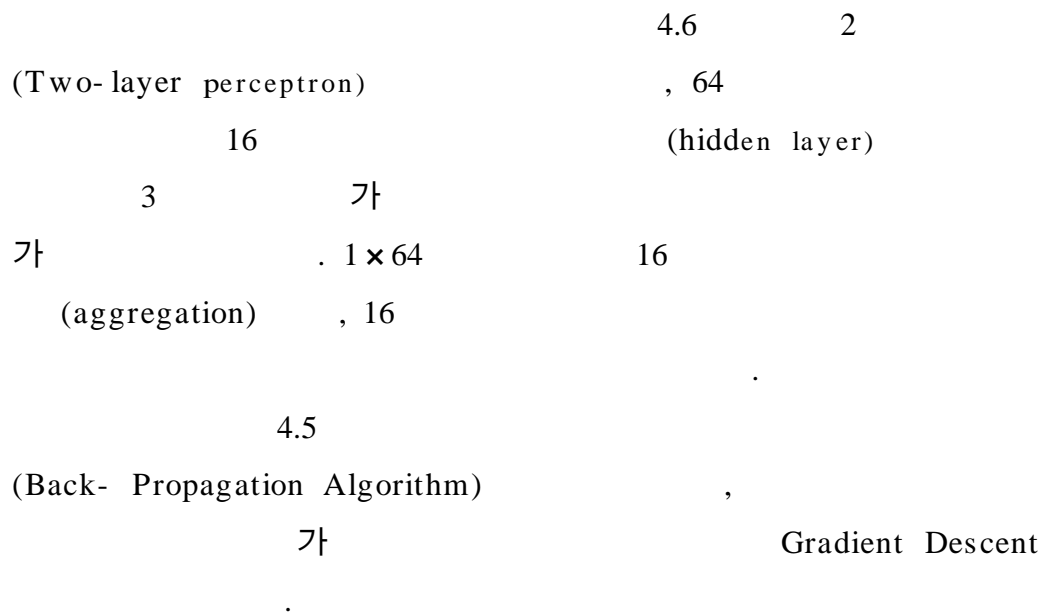 4.6 2
(Two-layer perceptron) , 64
16 (hidden layer)
3 가
가 . 1×64 16
(aggregation) , 16
.
4.5
(Back- Propagation Algorithm) ,
가 Gradient Descent
.